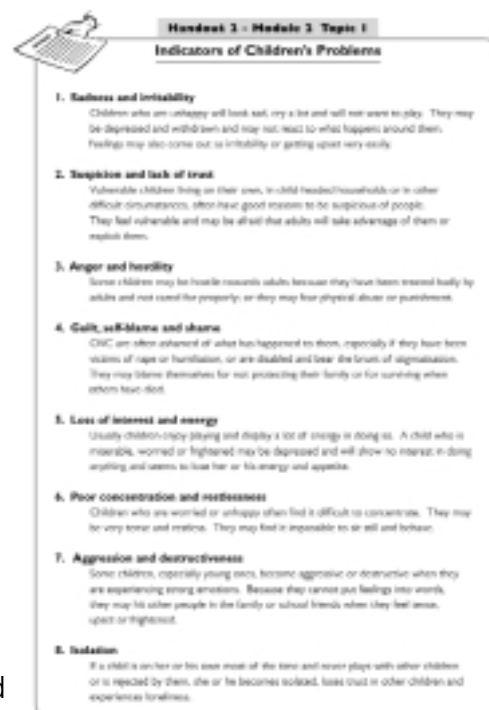 Handout 2 - Module 2 Topic 1
Indicators of Children's Problems
1. Sadness and irritability
Children who are unhappy will look sad, cry a lot and will not want to play. They may
be depressed and withdrawn and may not react to what happens around them.
Feelings may also come out as irritability or getting upset very easily.
2. Suspicion and lack of trust
Vulnerable children living on their own, in child headed households or in other
difficult circumstances, often have good reasons to be suspicious of people.
They feel vulnerable and may be afraid that adults will take advantage of them or
exploit them.
3. Anger and hostility
Some children may be hostile towards adults because they have been treated badly by
adults and not cared for properly; or they may fear physical abuse or punishment.
4. Guilt, self-blame and shame
OVC are often ashamed of what has happened to them, especially if they have been
victims of rape or humiliation, or are disabled and bear the brunt of stigmatisation.
They may blame themselves for not protecting their family or for surviving when
others have died.
5. Loss of interest and energy
Usually children enjoy playing and display a lot of energy in doing so. A child who is
miserable, worried or frightened may be depressed and will show no interest in doing
anything and seems to lose her or his energy and appetite.
6. Poor concentration and restlessness
Children who are worried or unhappy often find it difficult to concentrate. They may
be very tense and restless. They may find it impossible to sit still and behave.
7. Aggression and destructiveness
Some children, especially young ones, become aggressive or destructive when they
are experiencing strong emotions. Because they cannot put feelings into words,
they may hit other people in the family or school friends when they feel tense,
upset or frightened.
8. Isolation
If a child is on her or his own most of the time and never plays with other children
or is rejected by them, she or he becomes isolated, loses trust in other children and
experiences loneliness.
d